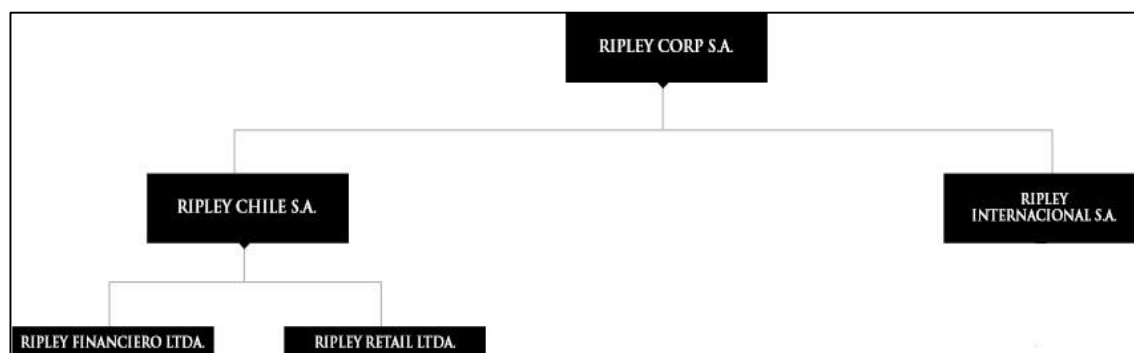 RIPLEY CORP S.A.
RIPLEY CHILE S.A.
RIPLEY
INTERNACIONAL S.A.
RIPLEY FINANCIERO LTDA.
RIPLEY RETAIL LTDA.